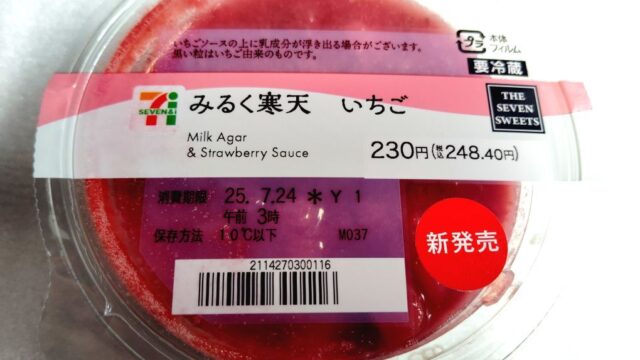 いちごソースの上に乳成分が浮き出る場合がございます。
黒い粒はいちご由来のものです。
プラ
本体
フィルム
要冷蔵
7
SEVEN&i
みるく寒天 いちご
THE
SEVEN
SWEETS
Milk Agar
& Strawberry Sauce
230円(税込248.40円)
消費期限 25. 7.24 * Y 1
午前 3時
保存方法 10℃以下 M037
新発売
2114270300116